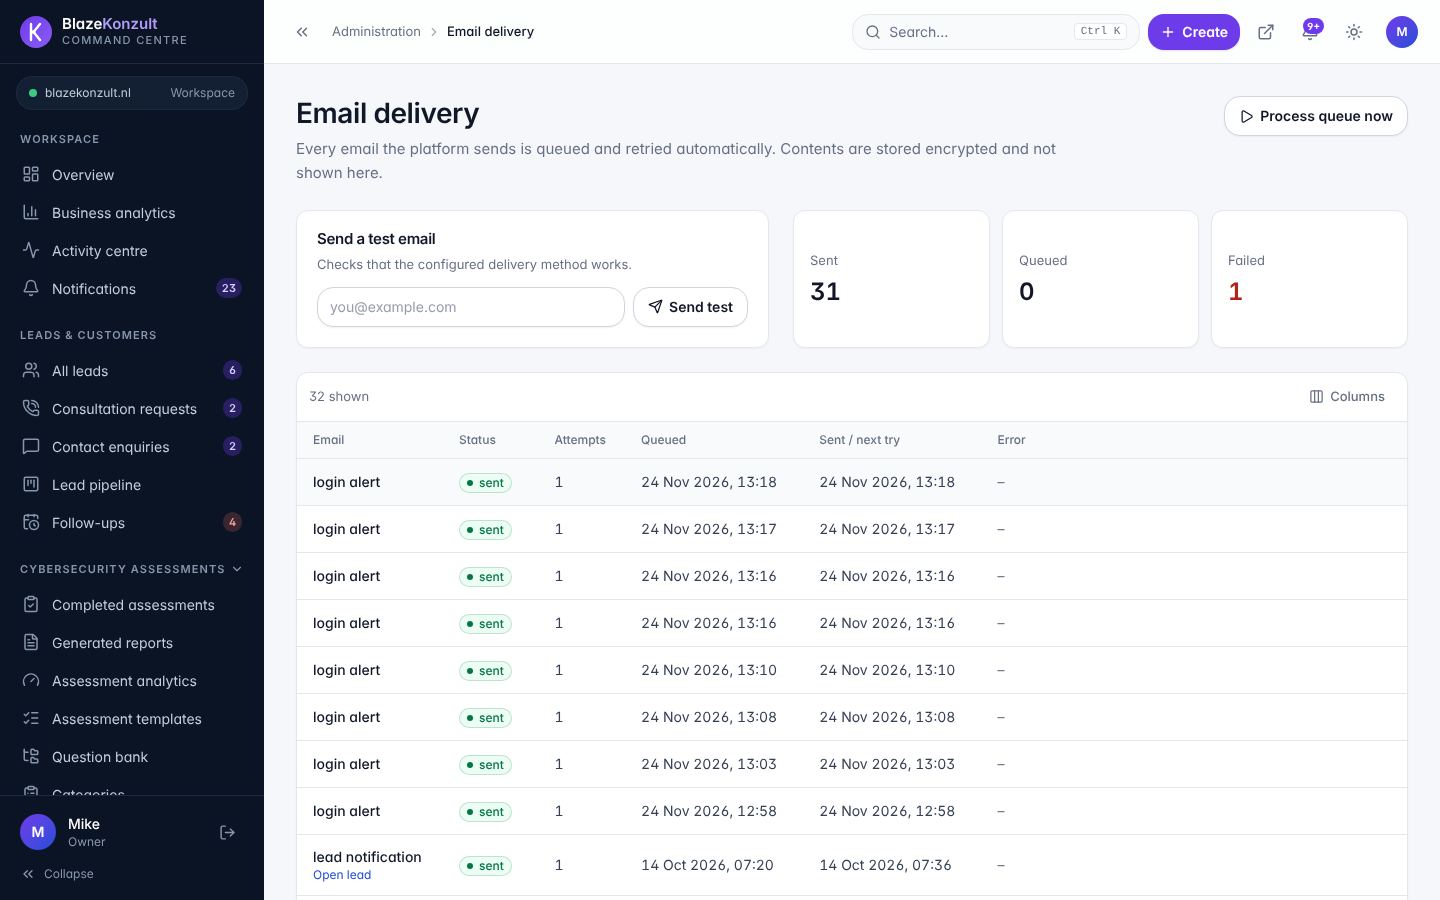 BlazeKonzult
COMMAND CENTRE
blazekonzult.nl Workspace
WORKSPACE
Overview
Business analytics
Activity centre
Notifications 23
LEADS & CUSTOMERS
All leads 6
Consultation requests 2
Contact enquiries 2
Lead pipeline
Follow-ups 4
CYBERSECURITY ASSESSMENTS
Completed assessments
Generated reports
Assessment analytics
Assessment templates
Question bank
Categories
M Mike
Owner
Collapse
Administration Email delivery Search... Ctrl K Create 9+ M
Email delivery
Process queue now
Every email the platform sends is queued and retried automatically. Contents are stored encrypted and not
shown here.
Send a test email
Checks that the configured delivery method works.
you@example.com Send test
Sent
31
Queued
0
Failed
1
32 shown Columns
Email Status Attempts Queued Sent / next try Error
login alert sent 1 24 Nov 2026, 13:18 24 Nov 2026, 13:18 –
login alert sent 1 24 Nov 2026, 13:17 24 Nov 2026, 13:17 –
login alert sent 1 24 Nov 2026, 13:16 24 Nov 2026, 13:16 –
login alert sent 1 24 Nov 2026, 13:16 24 Nov 2026, 13:16 –
login alert sent 1 24 Nov 2026, 13:10 24 Nov 2026, 13:10 –
login alert sent 1 24 Nov 2026, 13:08 24 Nov 2026, 13:08 –
login alert sent 1 24 Nov 2026, 13:03 24 Nov 2026, 13:03 –
login alert sent 1 24 Nov 2026, 12:58 24 Nov 2026, 12:58 –
lead notification sent 1 14 Oct 2026, 07:20 14 Oct 2026, 07:36 –
Open lead